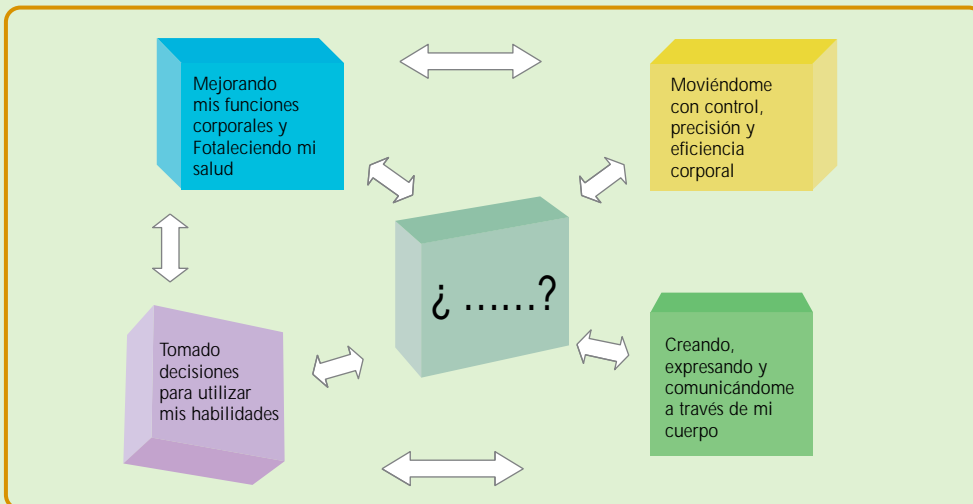 Mejorando
mis funciones
corporales y
Fotaleciendo mi
salud
Moviéndome
con control,
precisión y
eficiencia
corporal
¿ ......?
Tomado
decisiones
para utilizar
mis habilidades
Creando,
expresando y
comunicándome
a través de mi
cuerpo